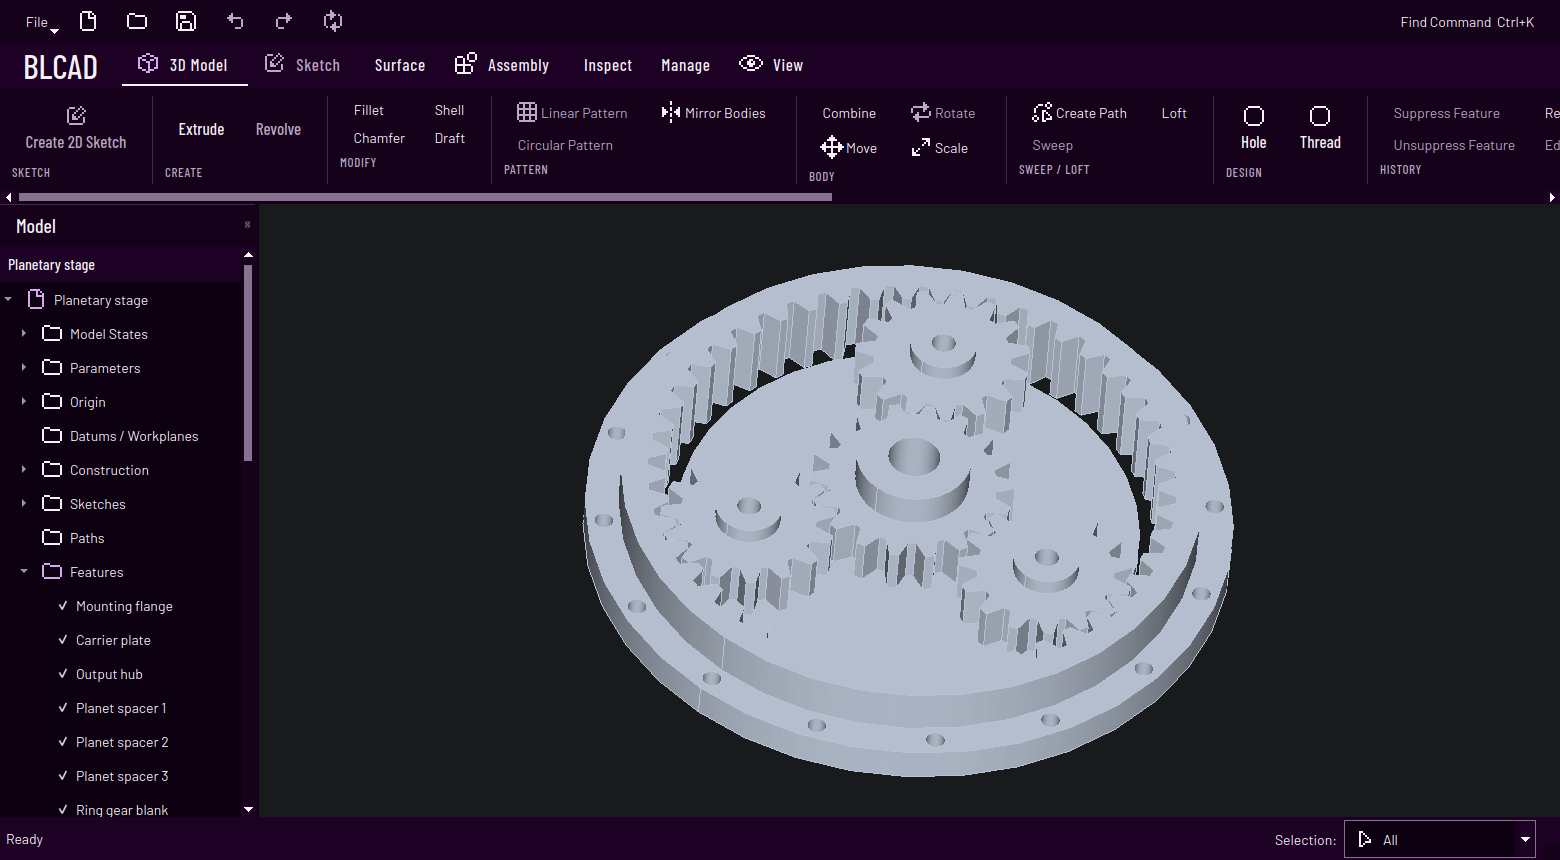 File
Find Command Ctrl+K
BLCAD
3D Model
Sketch
Surface
Assembly
Inspect
Manage
View
Create 2D Sketch
SKETCH
Extrude
Revolve
CREATE
Fillet
Shell
Chamfer
Draft
MODIFY
Linear Pattern
Mirror Bodies
Circular Pattern
PATTERN
Combine
Rotate
Move
Scale
BODY
Create Path
Loft
Sweep
SWEEP / LOFT
Hole
Thread
DESIGN
Suppress Feature
Re
Unsuppress Feature
Ed
HISTORY
Model
Planetary stage
Planetary stage
Model States
Parameters
Origin
Datums / Workplanes
Construction
Sketches
Paths
Features
Mounting flange
Carrier plate
Output hub
Planet spacer 1
Planet spacer 2
Planet spacer 3
Ring gear blank
Ready
Selection:
All